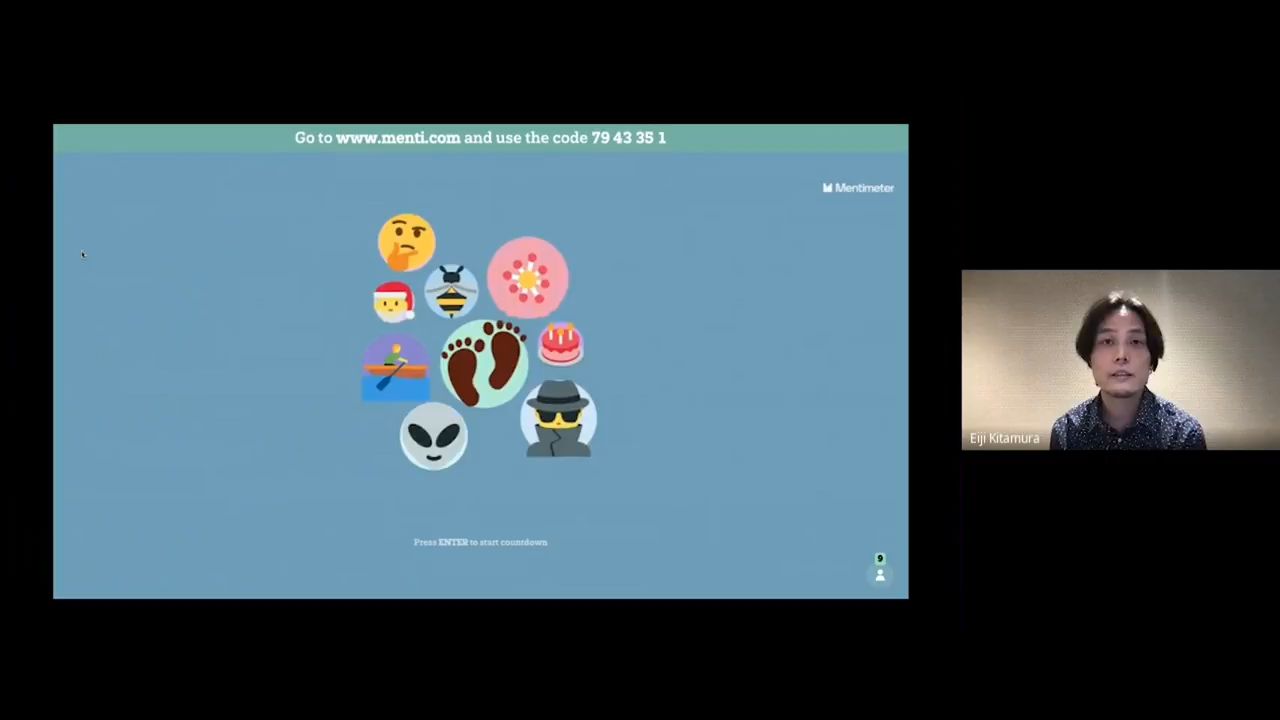 Go to www.menti.com and use the code 79 43 35 1
Mentimeter
Press ENTER to start countdown
9
Eiji Kitamura